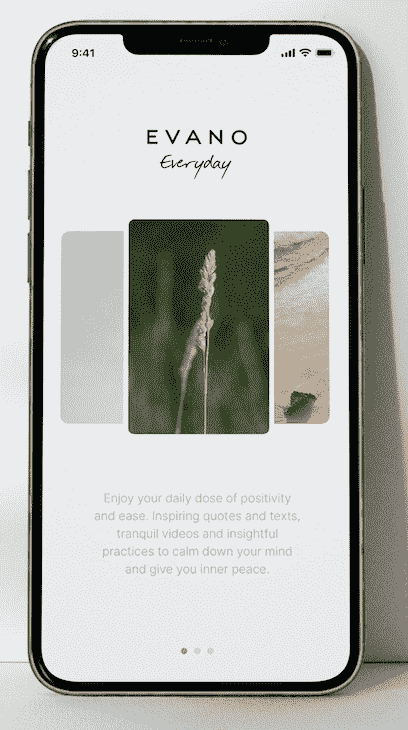 9:41
EVANO
Everyday
Enjoy your daily dose of positivity
and ease. Inspiring quotes and texts,
tranquil videos and insightful
practices to calm down your mind
and give you inner peace.